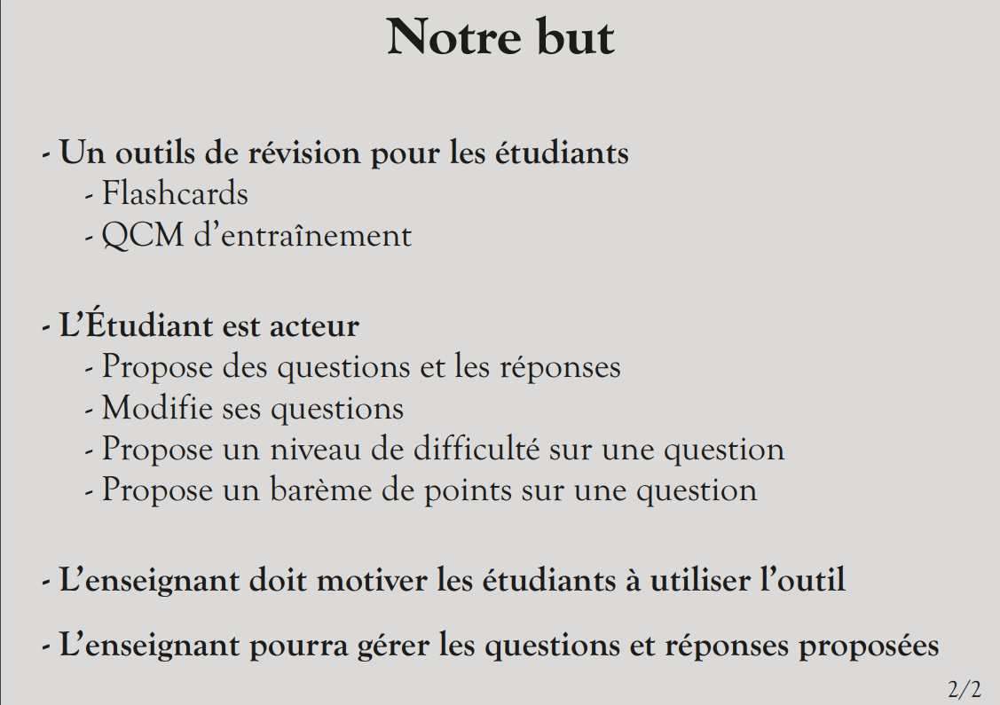 Notre but
- Un outils de révision pour les étudiants
- Flashcards
- QCM d’entraînement
- L’Étudiant est acteur
- Propose des questions et les réponses
- Modifie ses questions
- Propose un niveau de difficulté sur une question
- Propose un barème de points sur une question
- L’enseignant doit motiver les étudiants à utiliser l’outil
- L’enseignant pourra gérer les questions et réponses proposées
2/2